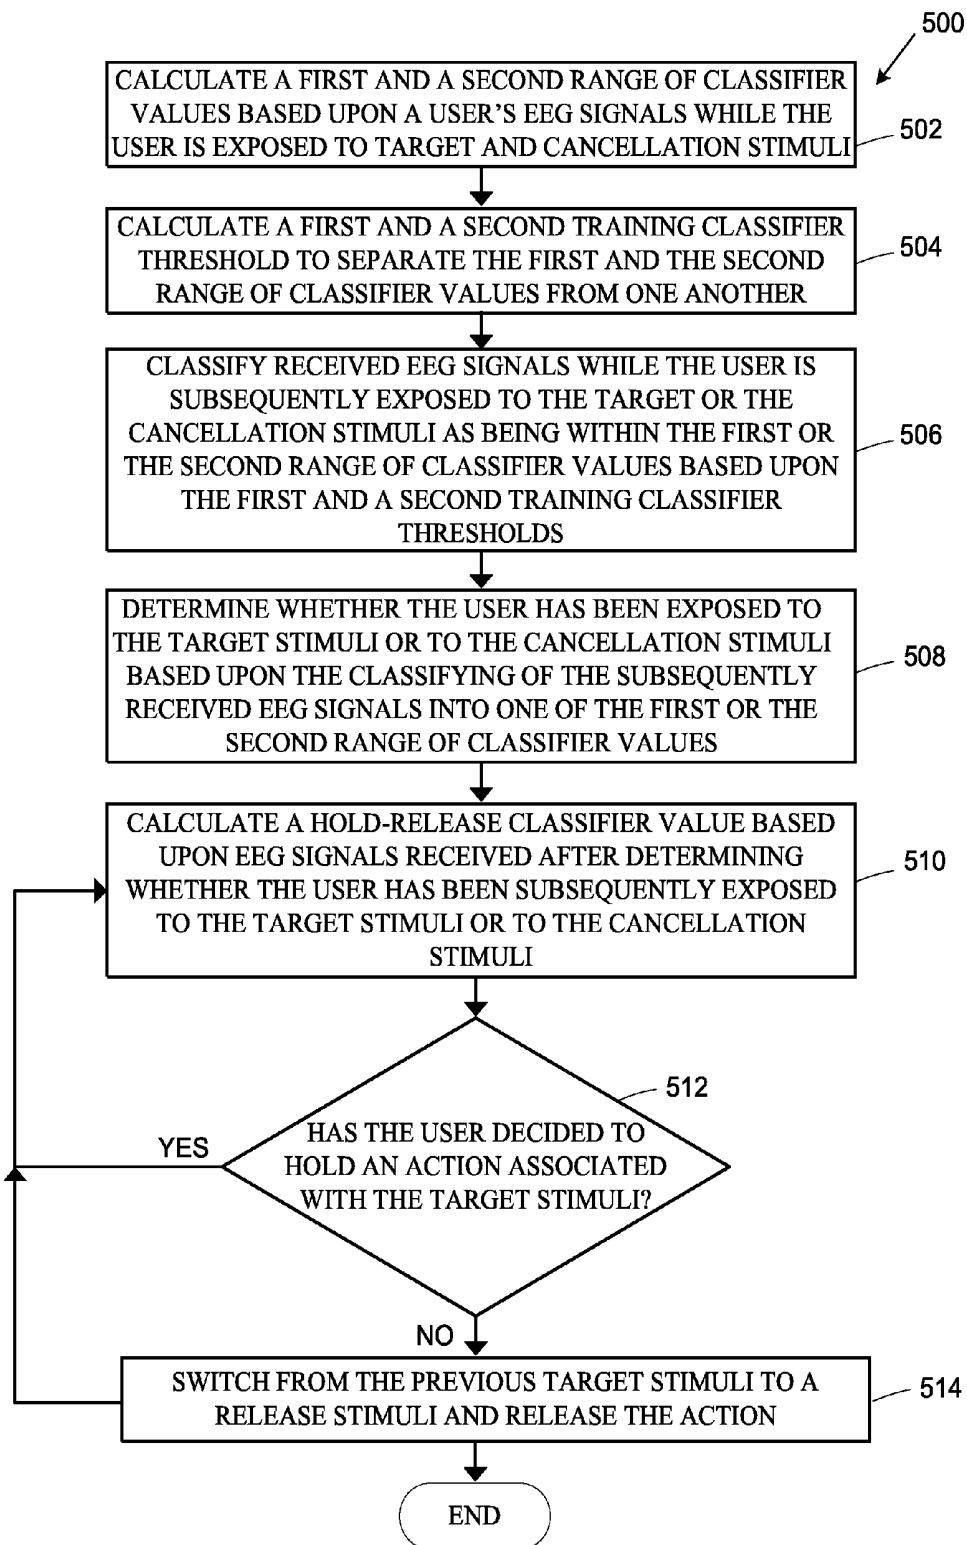 500
CALCULATE A FIRST AND A SECOND RANGE OF CLASSIFIER
VALUES BASED UPON A USER'S EEG SIGNALS WHILE THE
USER IS EXPOSED TO TARGET AND CANCELLATION STIMULI
502
CALCULATE A FIRST AND A SECOND TRAINING CLASSIFIER
THRESHOLD TO SEPARATE THE FIRST AND THE SECOND
RANGE OF CLASSIFIER VALUES FROM ONE ANOTHER
504
CLASSIFY RECEIVED EEG SIGNALS WHILE THE USER IS
SUBSEQUENTLY EXPOSED TO THE TARGET OR THE
CANCELLATION STIMULI AS BEING WITHIN THE FIRST OR
THE SECOND RANGE OF CLASSIFIER VALUES BASED UPON
THE FIRST AND A SECOND TRAINING CLASSIFIER
THRESHOLDS
506
DETERMINE WHETHER THE USER HAS BEEN EXPOSED TO
THE TARGET STIMULI OR TO THE CANCELLATION STIMULI
BASED UPON THE CLASSIFYING OF THE SUBSEQUENTLY
RECEIVED EEG SIGNALS INTO ONE OF THE FIRST OR THE
SECOND RANGE OF CLASSIFIER VALUES
508
CALCULATE A HOLD-RELEASE CLASSIFIER VALUE BASED
UPON EEG SIGNALS RECEIVED AFTER DETERMINING
WHETHER THE USER HAS BEEN SUBSEQUENTLY EXPOSED
TO THE TARGET STIMULI OR TO THE CANCELLATION
STIMULI
510
HAS THE USER DECIDED TO
HOLD AN ACTION ASSOCIATED
WITH THE TARGET STIMULI?
512
YES
NO
SWITCH FROM THE PREVIOUS TARGET STIMULI TO A
RELEASE STIMULI AND RELEASE THE ACTION
514
END